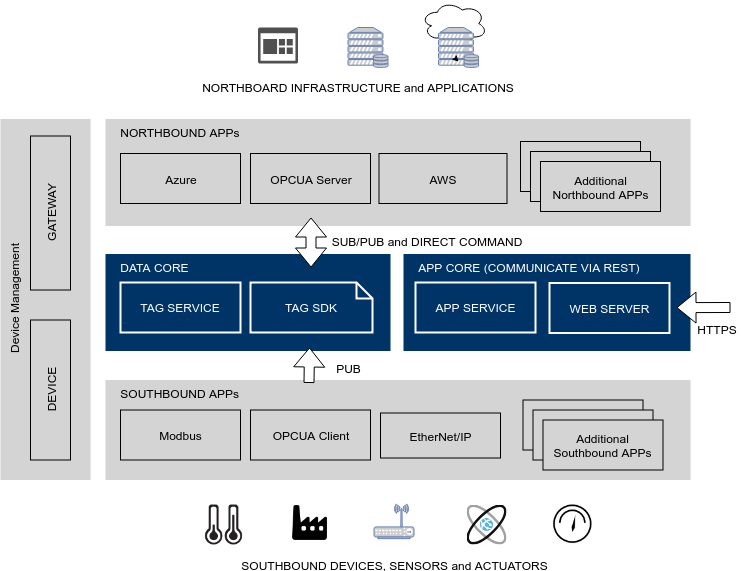 NORTHBOARD INFRASTRUCTURE and APPLICATIONS
Device Management
GATEWAY
DEVICE
NORTHBOUND APPs
Azure
OPCUA Server
AWS
Additional
Northbound APPs
SUB/PUB and DIRECT COMMAND
DATA CORE
TAG SERVICE
TAG SDK
APP CORE (COMMUNICATE VIA REST)
APP SERVICE
WEB SERVER
HTTPS
PUB
SOUTHBOUND APPs
Modbus
OPCUA Client
EtherNet/IP
Additional
Southbound APPs
SOUTHBOUND DEVICES, SENSORS and ACTUATORS